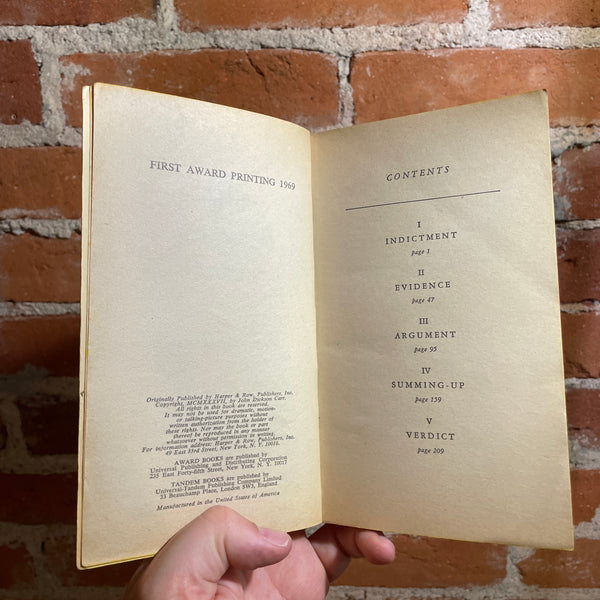 FIRST AWARD PRINTING 1969
Originally Published by Harper & Row, Publishers, Inc.
Copyright, MCMXXXVII, by John Dickson Carr.
All rights in this book are reserved.
It may not be used for dramatic, motion-
or talking-picture purposes without
written authorization from the holder of
these rights. Nor may the book or part
thereof be reproduced in any manner
whatsoever without permission in writing.
For information address: Harper & Row, Publishers, Inc.
49 East 33rd Street, New York, N. Y. 10016.
AWARD BOOKS are published by
Universal Publishing and Distributing Corporation
235 East Forty-fifth Street, New York, N. Y. 10017
TANDEM BOOKS are published by
Universal-Tandem Publishing Company Limited
33 Beauchamp Place, London SW3, England
Manufactured in the United States of America
CONTENTS
I
INDICTMENT
page 1
II
EVIDENCE
page 47
III
ARGUMENT
page 95
IV
SUMMING-UP
page 159
V
VERDICT
page 209